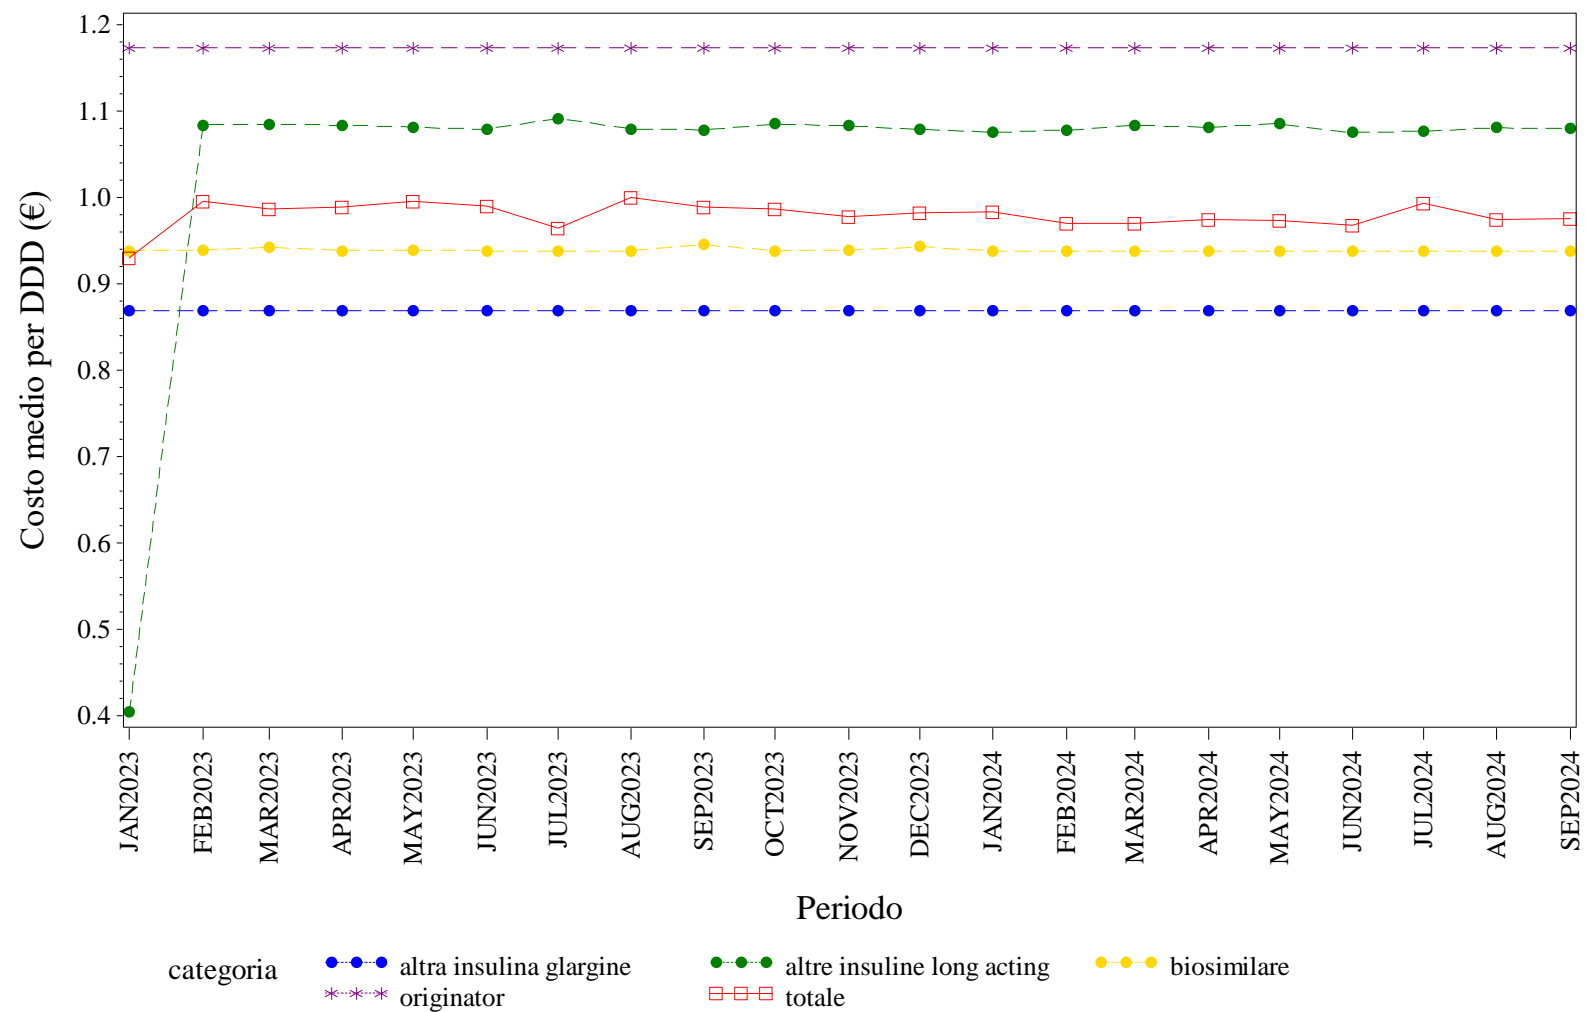 Costo medio per DDD (€)
1.2
1.1
1.0
0.9
0.8
0.7
0.6
0.5
0.4
JAN2023
FEB2023
MAR2023
APR2023
MAY2023
JUN2023
JUL2023
AUG2023
SEP2023
OCT2023
NOV2023
DEC2023
JAN2024
FEB2024
MAR2024
APR2024
MAY2024
JUN2024
JUL2024
AUG2024
SEP2024
Periodo
categoria
altra insulina glargine
altre insuline long acting
biosimilare
originator
totale